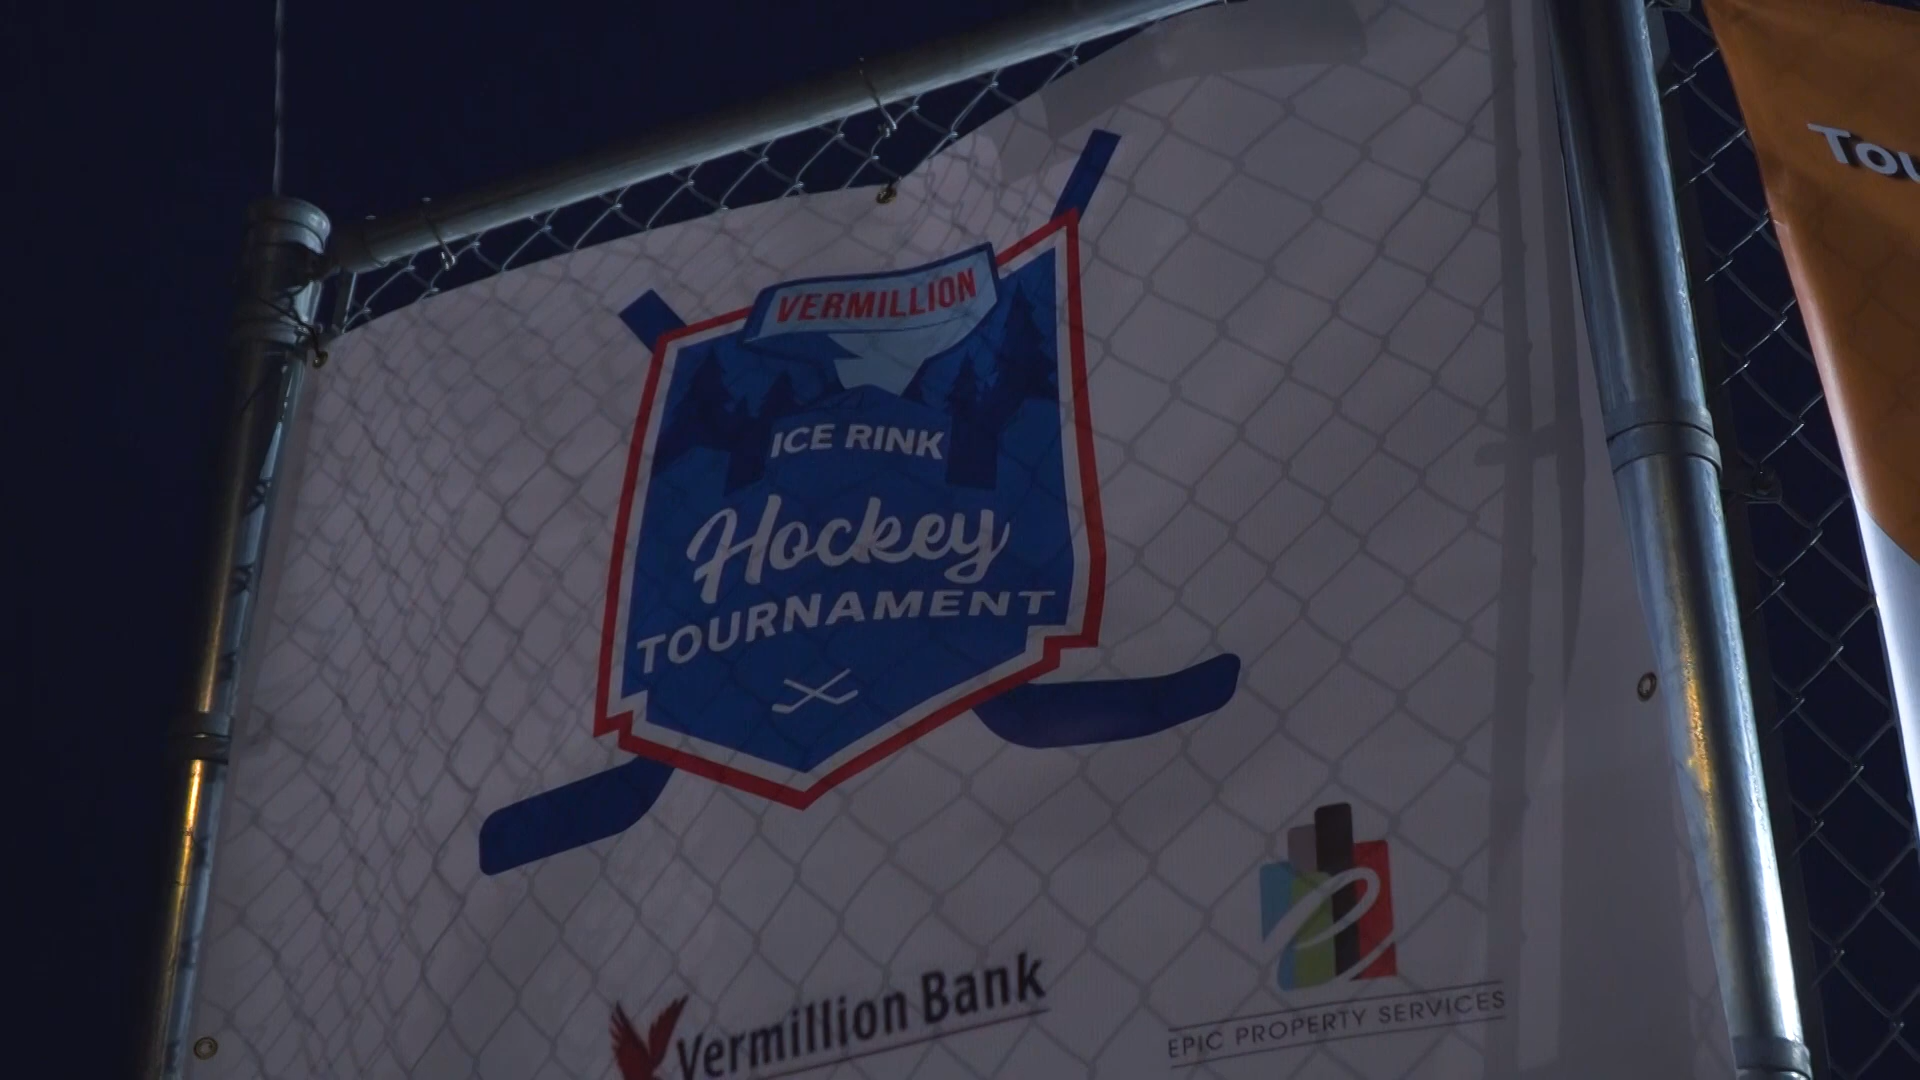 VERMILLION
ICE RINK
Hockey
TOURNAMENT
Vermillion Bank
EPIC PROPERTY SERVICES